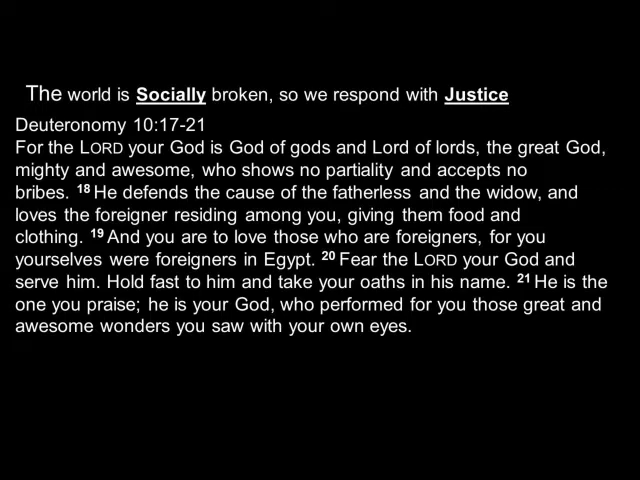 The world is Socially broken, so we respond with Justice
Deuteronomy 10:17-21
For the LORD your God is God of gods and Lord of lords, the great God,
mighty and awesome, who shows no partiality and accepts no
bribes. 18 He defends the cause of the fatherless and the widow, and
loves the foreigner residing among you, giving them food and
clothing. 19 And you are to love those who are foreigners, for you
yourselves were foreigners in Egypt. 20 Fear the LORD your God and
serve him. Hold fast to him and take your oaths in his name. 21 He is the
one you praise; he is your God, who performed for you those great and
awesome wonders you saw with your own eyes.